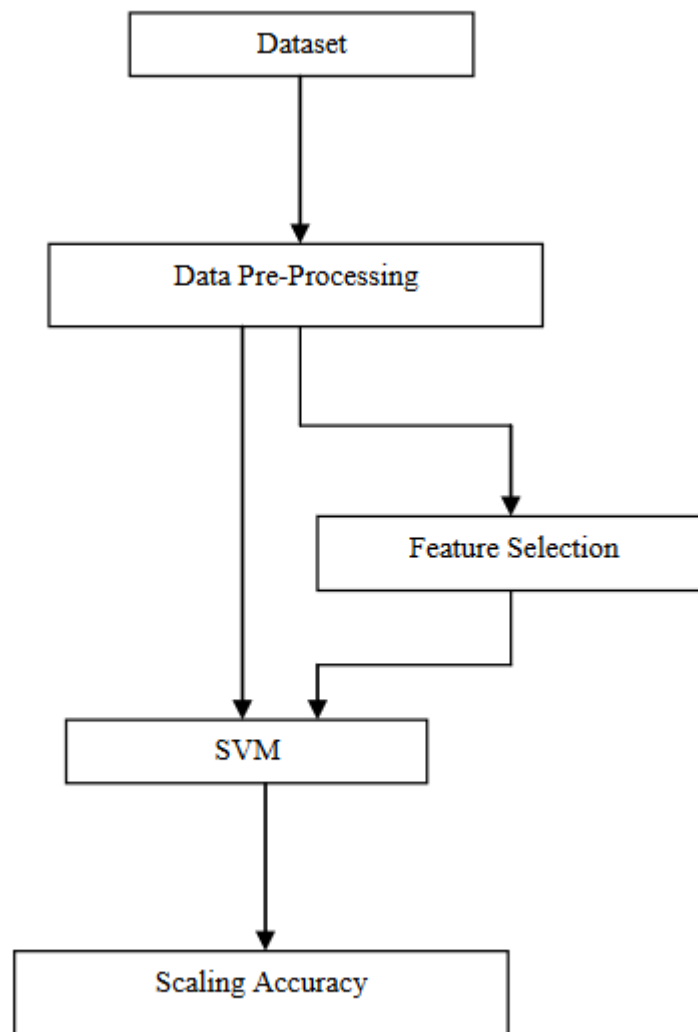 Dataset
Data Pre-Processing
Feature Selection
SVM
Scaling Accuracy